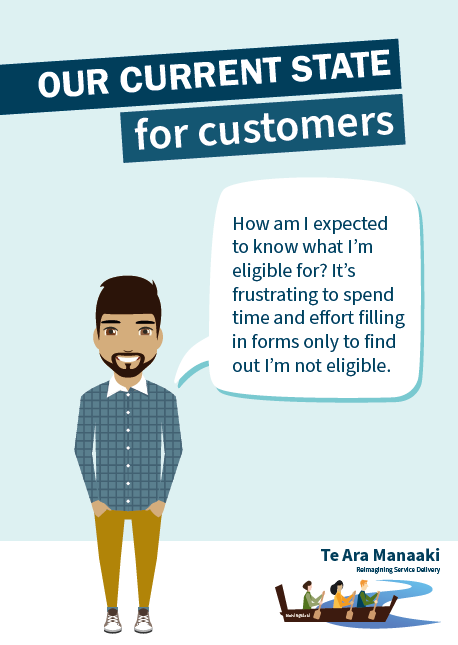 OUR CURRENT STATE
for customers
How am I expected
to know what I'm
eligible for? It's
frustrating to spend
time and effort filling
in forms only to find
out I'm not eligible.
Te Ara Manaaki
Reimagining Service Delivery